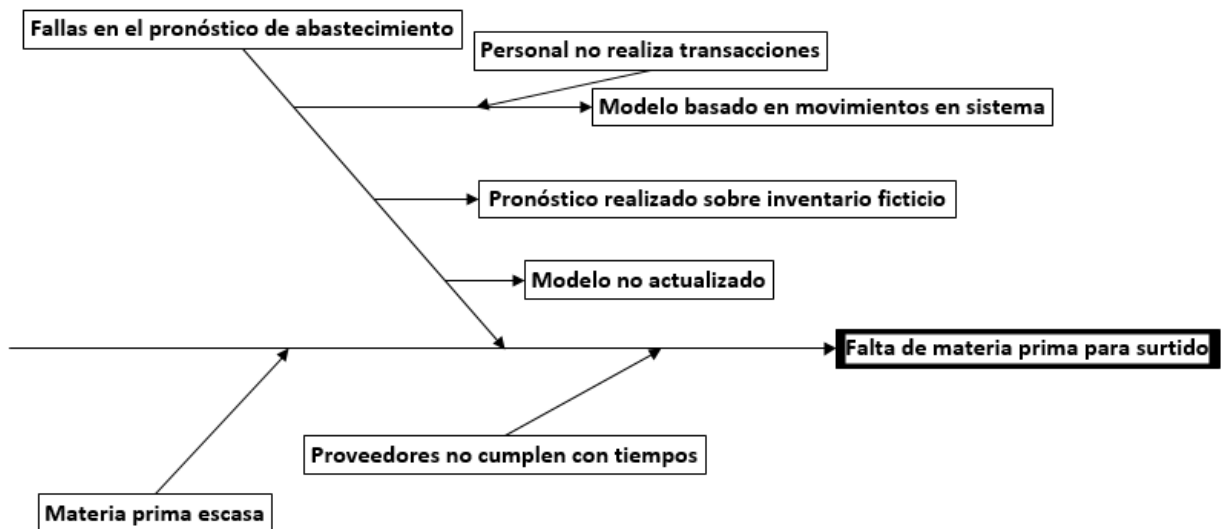 Fallas en el pronóstico de abastecimiento
Personal no realiza transacciones
Modelo basado en movimientos en sistema
Pronóstico realizado sobre inventario ficticio
Modelo no actualizado
Falta de materia prima para surtido
Proveedores no cumplen con tiempos
Materia prima escasa